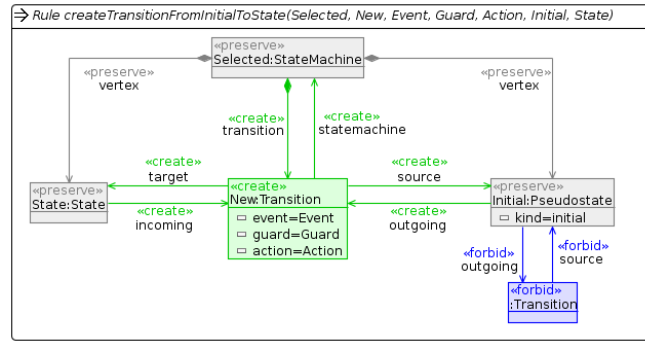 Rule createTransitionFromInitialToState(Selected, New, Event, Guard, Action, Initial, State)
«preserve»
Selected:StateMachine
«preserve»
vertex
«preserve»
vertex
«create»
transition
«create»
statemachine
«create»
target
«create»
source
«preserve»
State:State
«create»
New:Transition
event=Event
guard=Guard
action=Action
«preserve»
Initial:Pseudostate
kind=initial
«create»
incoming
«create»
outgoing
«forbid»
outgoing
«forbid»
source
«forbid»
:Transition